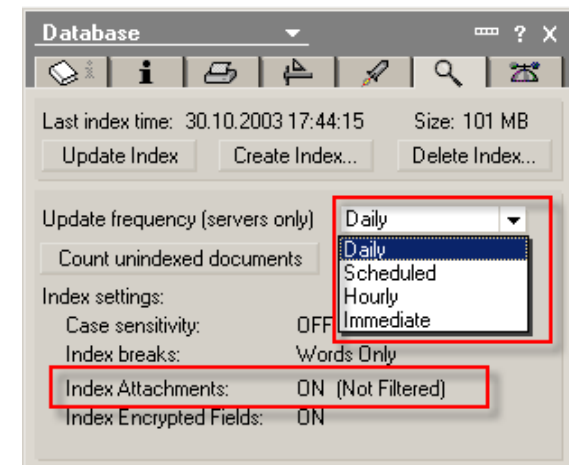 Database ? X
i i
Last index time: 30.10.2003 17:44:15 Size: 101 MB
Update Index Create Index... Delete Index...
Update frequency (servers only) Daily
Count unindexed documents Daily
Scheduled
Hourly
Immediate
Index settings:
Case sensitivity: OFF
Index breaks: Words Only
Index Attachments: ON (Not Filtered)
Index Encrypted Fields: ON